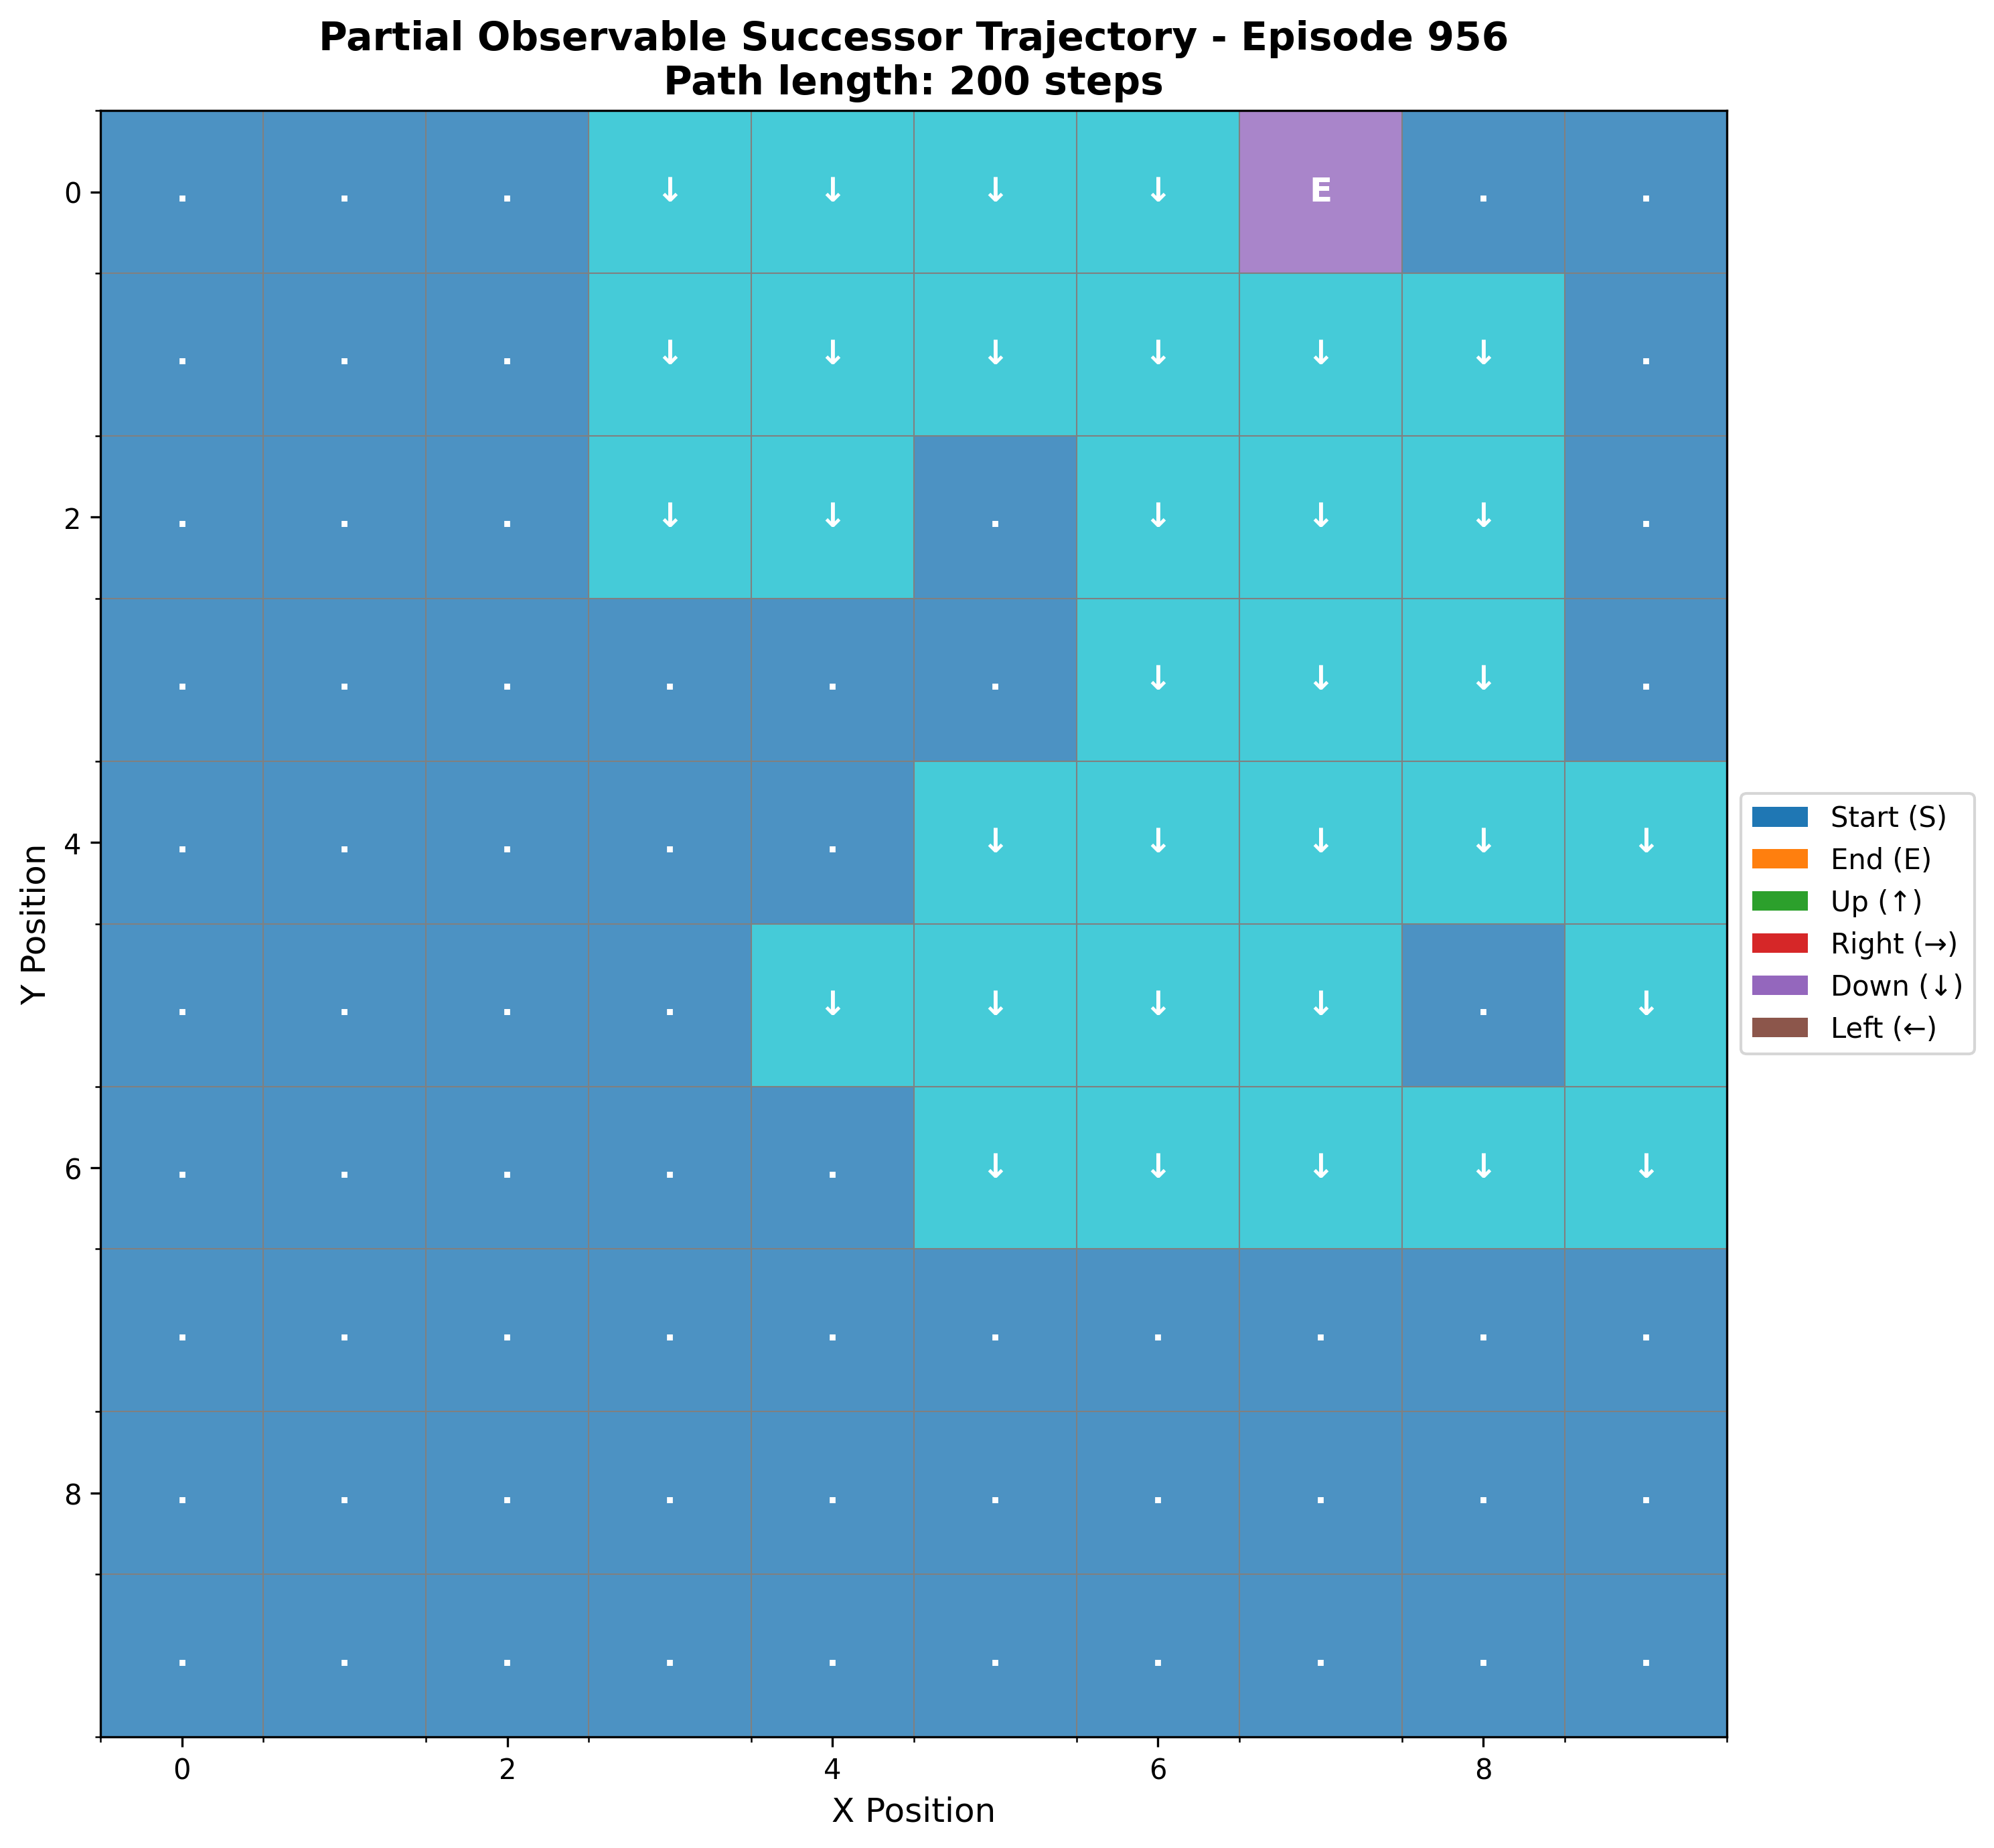 Partial Observable Successor Trajectory - Episode 956
Path length: 200 steps
0 . . . ↓ ↓ ↓ ↓ E . .
. . . ↓ ↓ ↓ ↓ ↓ ↓ .
2 . . . ↓ ↓ . ↓ ↓ ↓ .
. . . . . . ↓ ↓ ↓ .
4 . . . . . ↓ ↓ ↓ ↓ ↓
. . . . ↓ ↓ ↓ ↓ . ↓
6 . . . . . ↓ ↓ ↓ ↓ ↓
. . . . . . . . . .
8 . . . . . . . . . .
. . . . . . . . . .
0 2 4 6 8
X Position
Y Position
Start (S)
End (E)
Up (↑)
Right (→)
Down (↓)
Left (←)